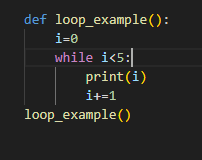 def loop_example():
    i=0
    while i<5:
        print(i)
        i+=1
loop_example()